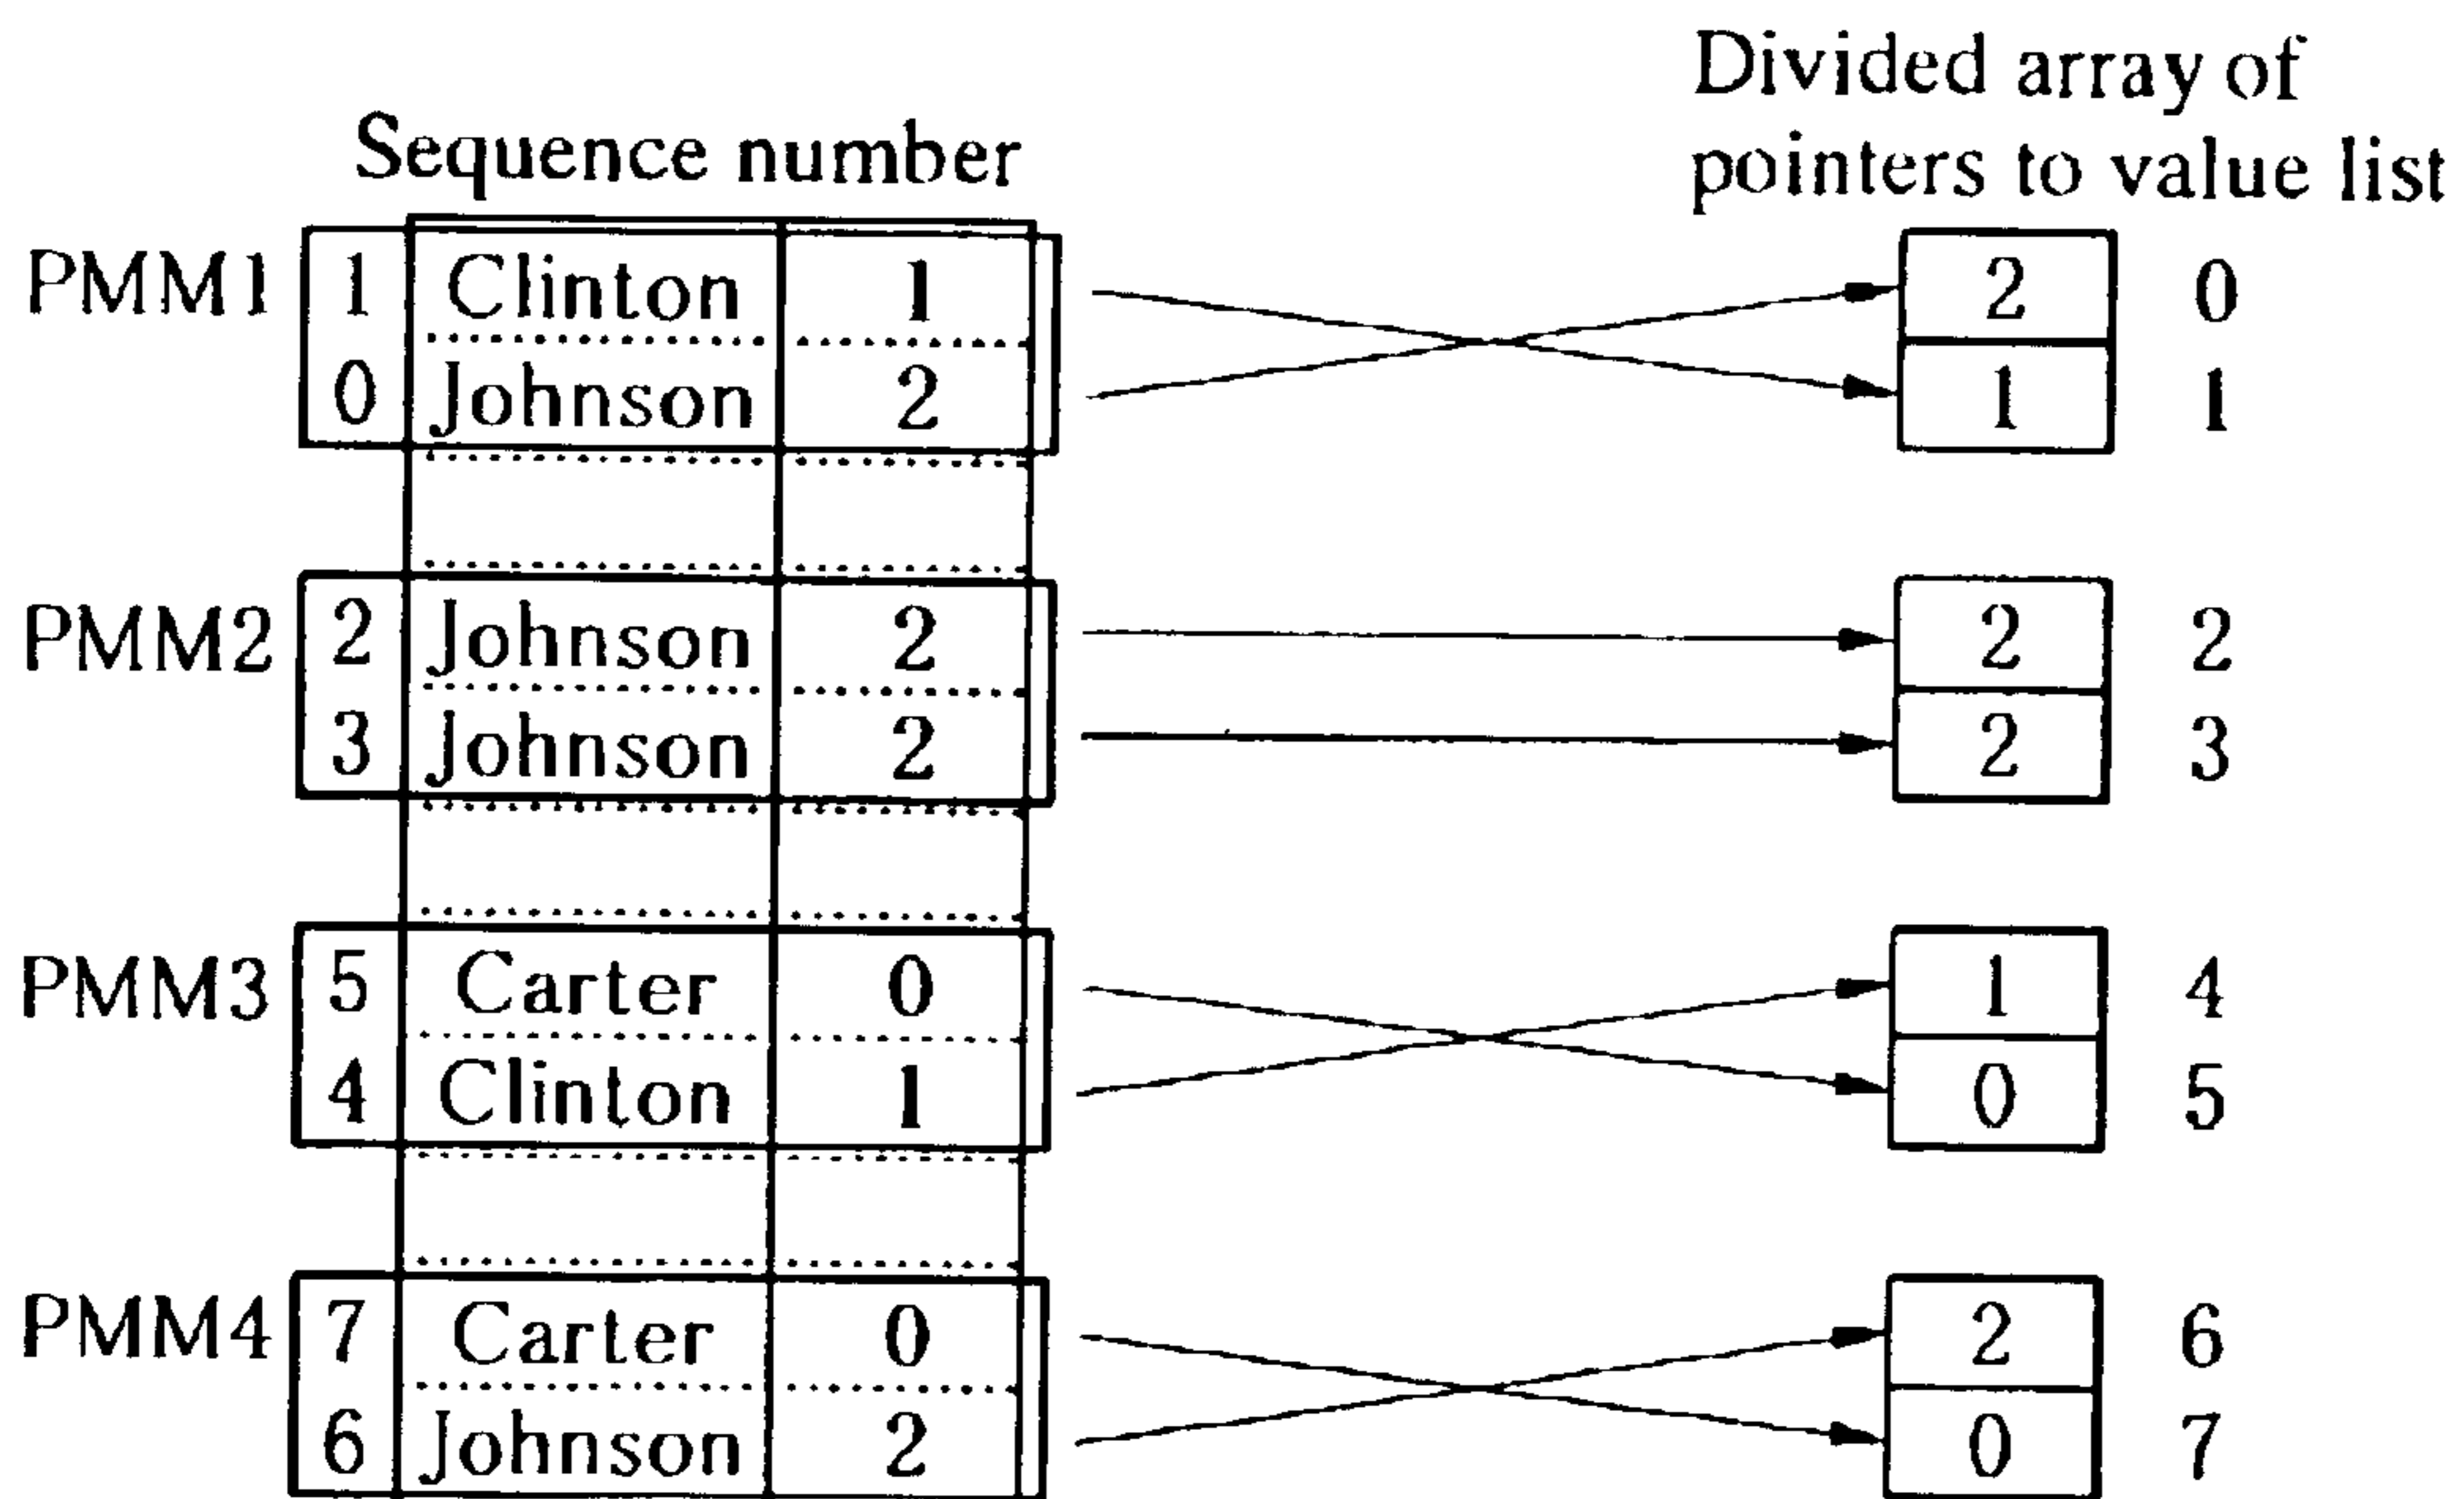 Divided array of
pointers to value list
Sequence number
PMM1 1 Clinton 1 2 0
0 Johnson 2 1 1
PMM2 2 Johnson 2 2 2
3 Johnson 2 2 3
PMM3 5 Carter 0 1 4
4 Clinton 1 0 5
PMM4 7 Carter 0 2 6
6 Johnson 2 0 7